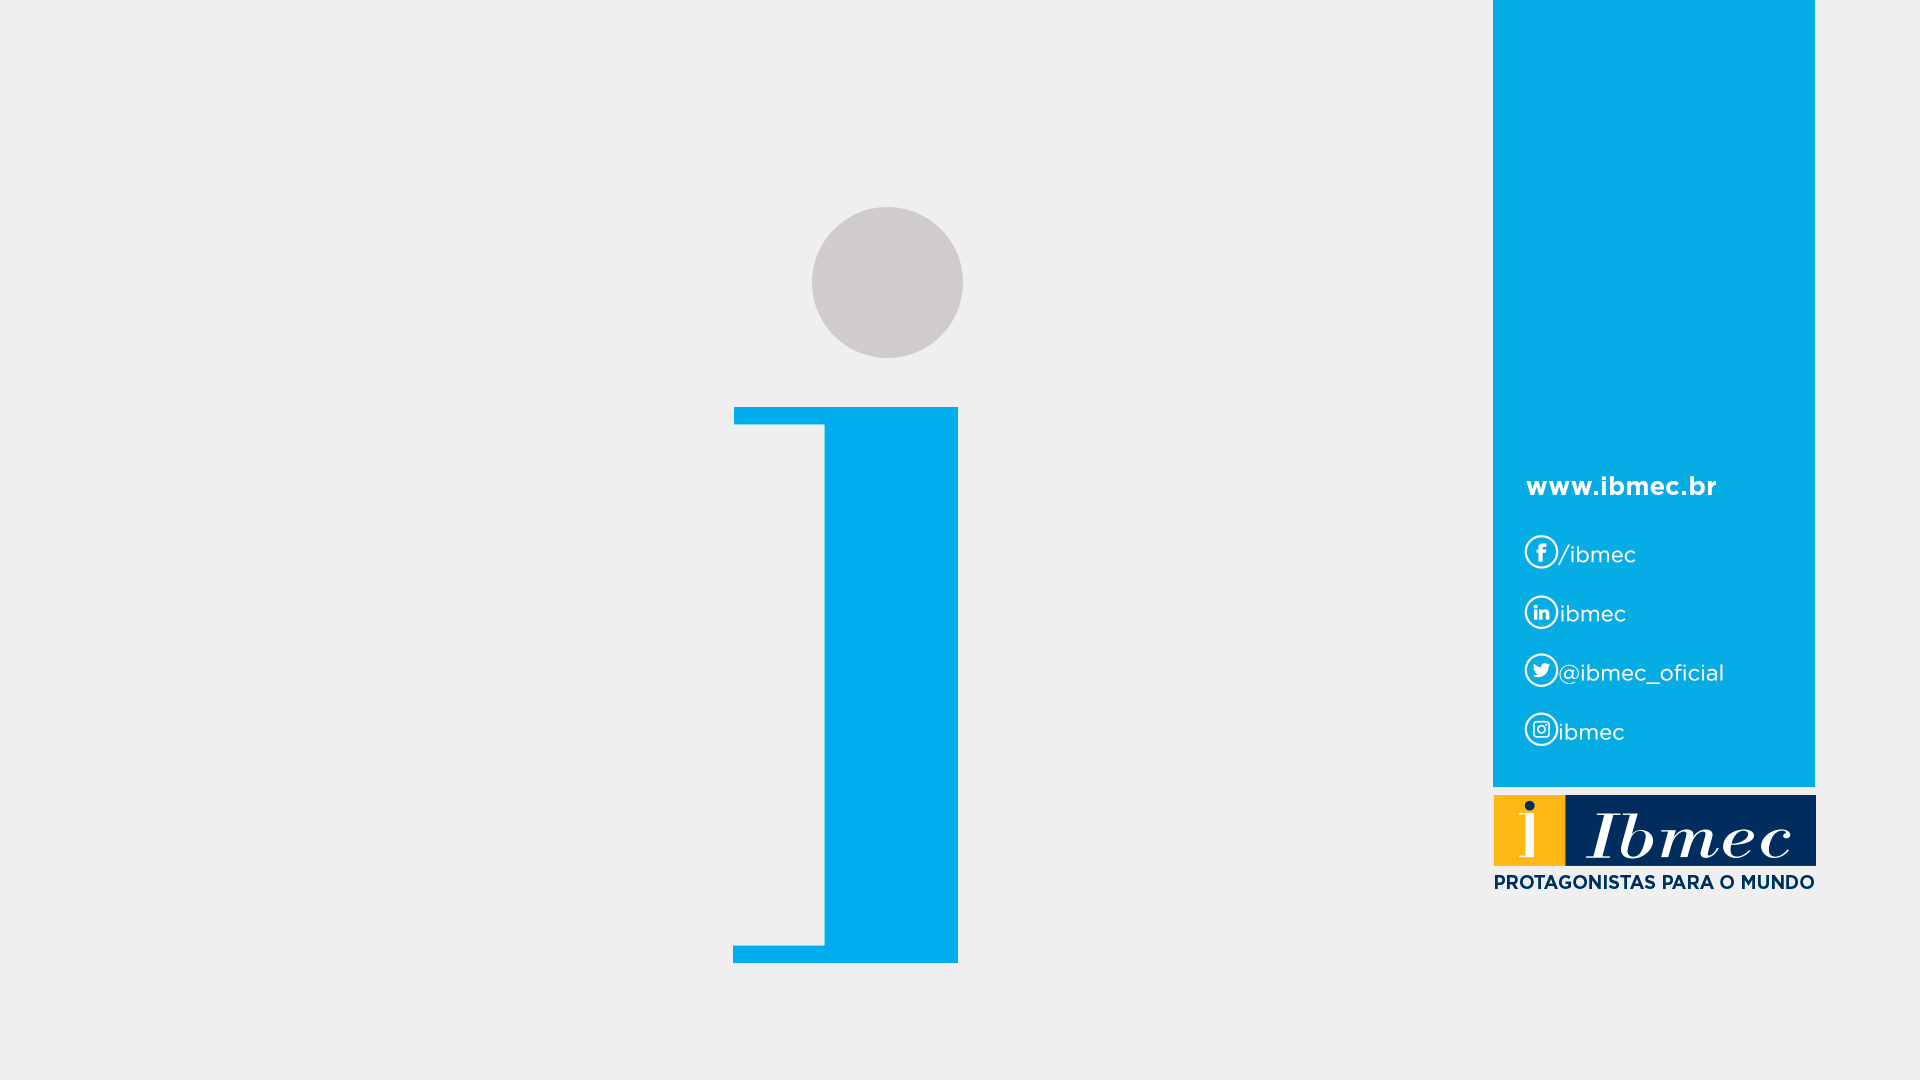 i
www.ibmec.br
/ibmec
ibmec
@ibmec_oficial
ibmec
i Ibmec
PROTAGONISTAS PARA O MUNDO